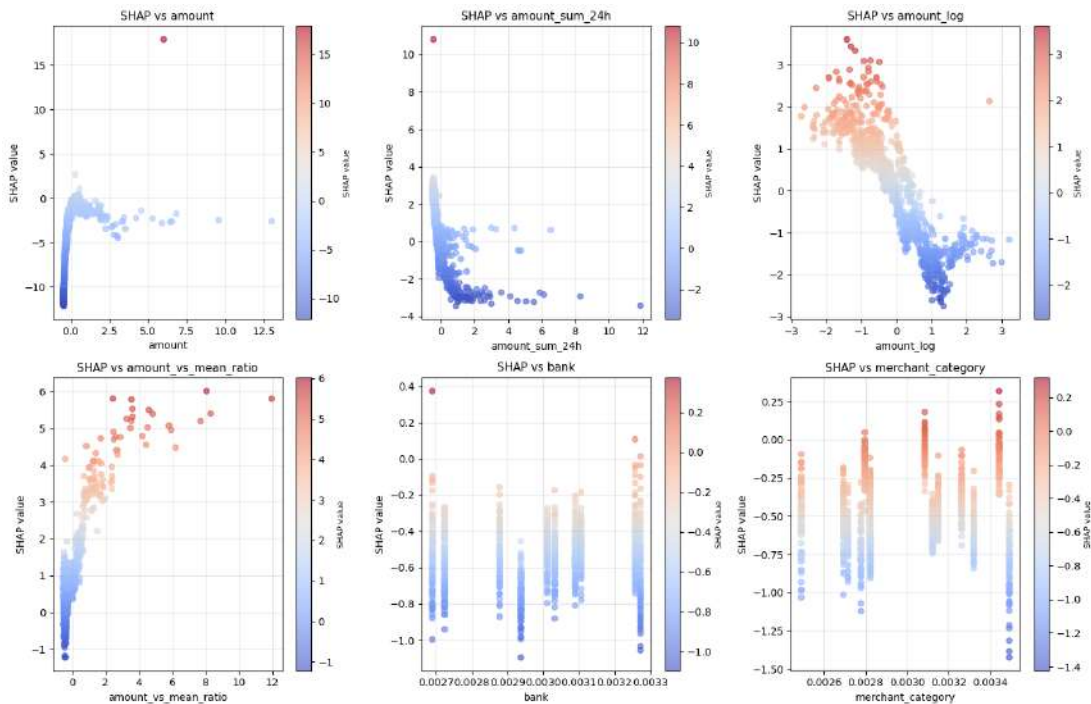 SHAP vs amount
SHAP value
15
10
5
0
−5
−10
0.0 2.5 5.0 7.5 10.0 12.5
amount
15
10
5
0
−5
−10
SHAP value
SHAP vs amount_sum_24h
SHAP value
10
8
6
4
2
0
−2
−4
0 2 4 6 8 10 12
amount_sum_24h
10
8
6
4
2
0
−2
SHAP value
SHAP vs amount_log
SHAP value
3
2
1
0
−1
−2
−3
−3 −2 −1 0 1 2 3
amount_log
3
2
1
0
−1
−2
SHAP value
SHAP vs amount_vs_mean_ratio
SHAP value
6
5
4
3
2
1
0
−1
0 2 4 6 8 10 12
amount_vs_mean_ratio
6
5
4
3
2
1
0
−1
SHAP value
SHAP vs bank
SHAP value
0.4
0.2
0.0
−0.2
−0.4
−0.6
−0.8
−1.0
0.0027 0.0028 0.0029 0.0030 0.0031 0.0032 0.0033
bank
0.2
0.0
−0.2
−0.4
−0.6
−0.8
−1.0
SHAP value
SHAP vs merchant_category
SHAP value
0.25
0.00
−0.25
−0.50
−0.75
−1.00
−1.25
−1.50
0.0026 0.0028 0.0030 0.0032 0.0034
merchant_category
0.2
0.0
−0.2
−0.4
−0.6
−0.8
−1.0
−1.2
−1.4
SHAP value